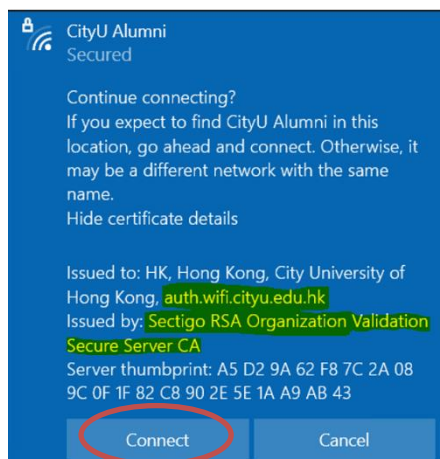 CityU Alumni
Secured
Continue connecting?
If you expect to find CityU Alumni in this
location, go ahead and connect. Otherwise, it
may be a different network with the same
name.
Hide certificate details
Issued to: HK, Hong Kong, City University of
Hong Kong, auth.wifi.cityu.edu.hk
Issued by: Sectigo RSA Organization Validation
Secure Server CA
Server thumbprint: A5 D2 9A 62 F8 7C 2A 08
9C 0F 1F 82 C8 90 2E 5E 1A A9 AB 43
Connect
Cancel